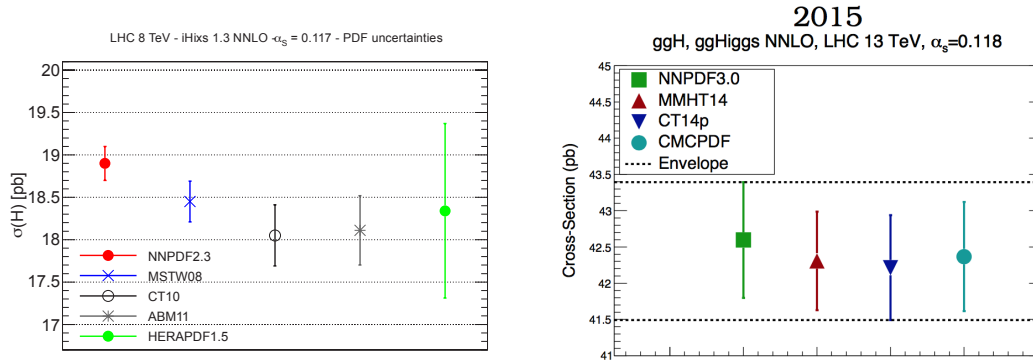 LHC 8 TeV - iHixs 1.3 NNLO -α_S = 0.117 - PDF uncertainties
σ(H) [pb]
20
19.5
19
18.5
18
17.5
17
NNPDF2.3
MSTW08
CT10
ABM11
HERAPDF1.5
2015
ggH, ggHiggs NNLO, LHC 13 TeV, α_s=0.118
Cross-Section (pb)
45
44.5
44
43.5
43
42.5
42
41.5
41
NNPDF3.0
MMHT14
CT14p
CMCPDF
Envelope